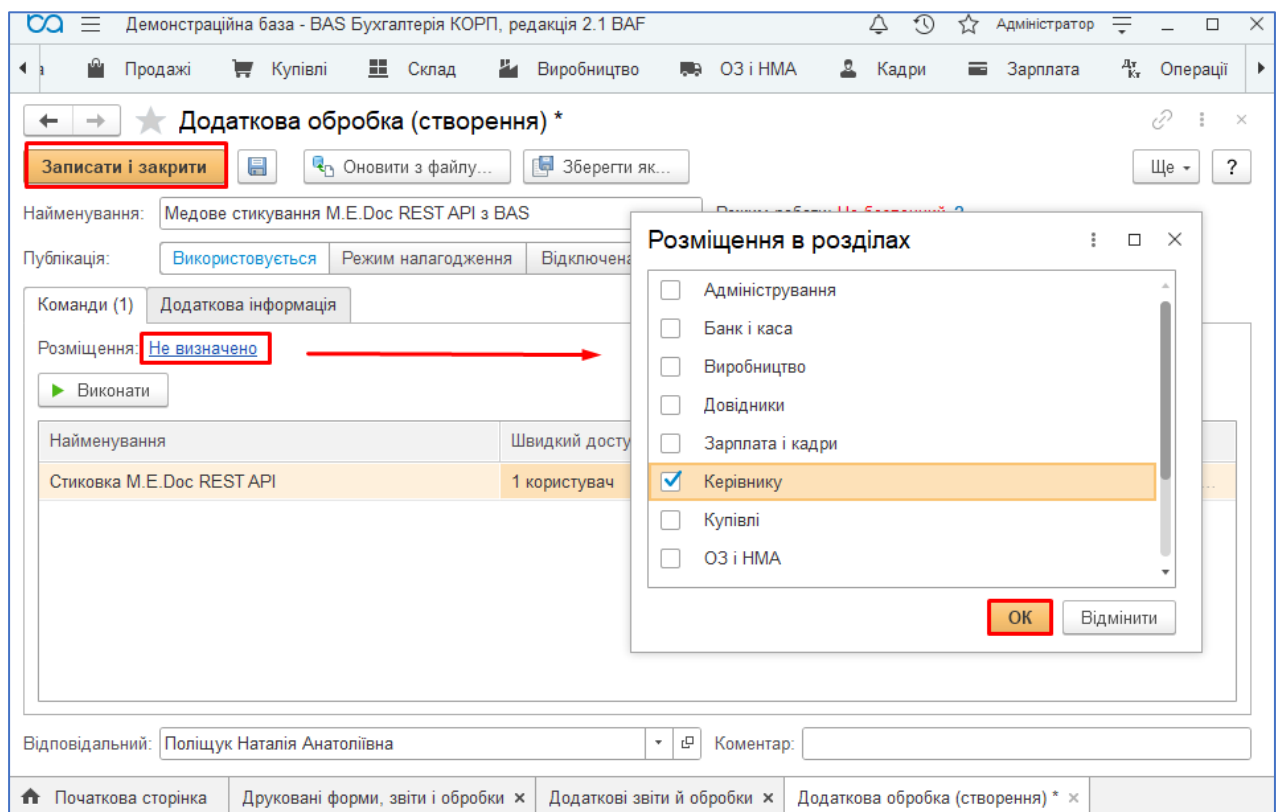 Демонстраційна база - BAS Бухгалтерія КОРП, редакція 2.1 BAF Адміністратор
а Продажі Купівлі Склад Виробництво ОЗ і НМА Кадри Зарплата Дт Кт Операції
Додаткова обробка (створення) *
Записати і закрити Оновити з файлу... Зберегти як... Ще ?
Найменування: Медове стикування M.E.Doc REST API з BAS
Розміщення в розділах
Публікація: Використовується Режим налагодження Відключена
Адміністрування
Команди (1) Додаткова інформація
Банк і каса
Розміщення: Не визначено
Виробництво
Виконати
Довідники
Найменування Швидкий досту
Зарплата і кадри
Стиковка M.E.Doc REST API 1 користувач
Керівнику
Купівлі
ОЗ і НМА
ОК Відмінити
Відповідальний: Поліщук Наталія Анатоліївна Коментар:
Початкова сторінка Друковані форми, звіти і обробки × Додаткові звіти й обробки × Додаткова обробка (створення) * ×